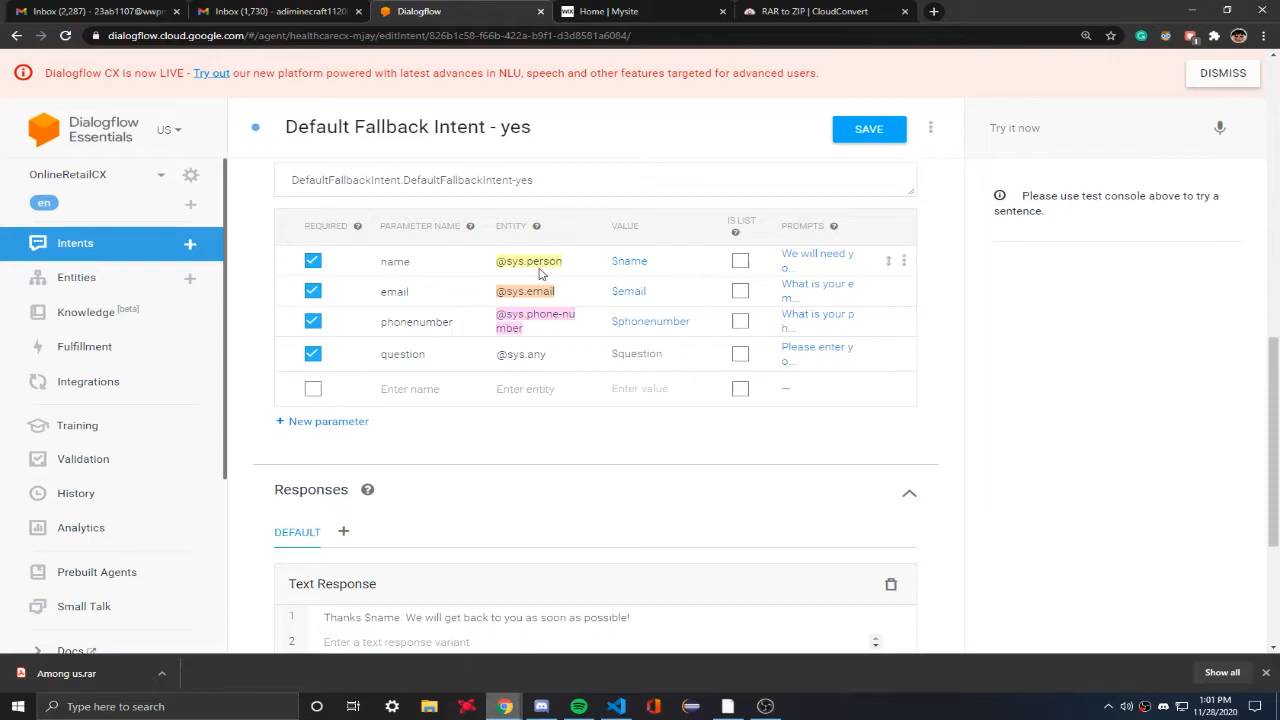 Inbox (2,287) - 23ab1107@wwpr
Inbox (1,730) - adiminecraft1120
Dialogflow
Home | Mysite
RAR to ZIP | CloudConvert
dialogflow.cloud.google.com/#/agent/healthcarecx-mjay/editIntent/826b1c58-f66b-422a-b9f1-d3d8581a6084/
Dialogflow CX is now LIVE - Try out our new platform powered with latest advances in NLU, speech and other features targeted for advanced users.
DISMISS
Dialogflow
Essentials
US
Default Fallback Intent - yes
SAVE
Try it now
OnlineRetailCX
en
Intents
Entities
Knowledge [beta]
Fulfillment
Integrations
Training
Validation
History
Analytics
Prebuilt Agents
Small Talk
Docs
DefaultFallbackIntent.DefaultFallbackIntent-yes
REQUIRED PARAMETER NAME ENTITY VALUE IS LIST PROMPTS
name @sys.person $name We will need y
o...
email @sys.email $email What is your e
m...
phonenumber @sys.phone-nu
mber $phonenumber What is your p
h...
question @sys.any $question Please enter y
o...
Enter name Enter entity Enter value –
+ New parameter
Responses
DEFAULT
Text Response
1 Thanks $name. We will get back to you as soon as possible!
2 Enter a text response variant
Please use test console above to try a
sentence.
Among us.rar
Show all
Type here to search
1:01 PM
11/28/2020